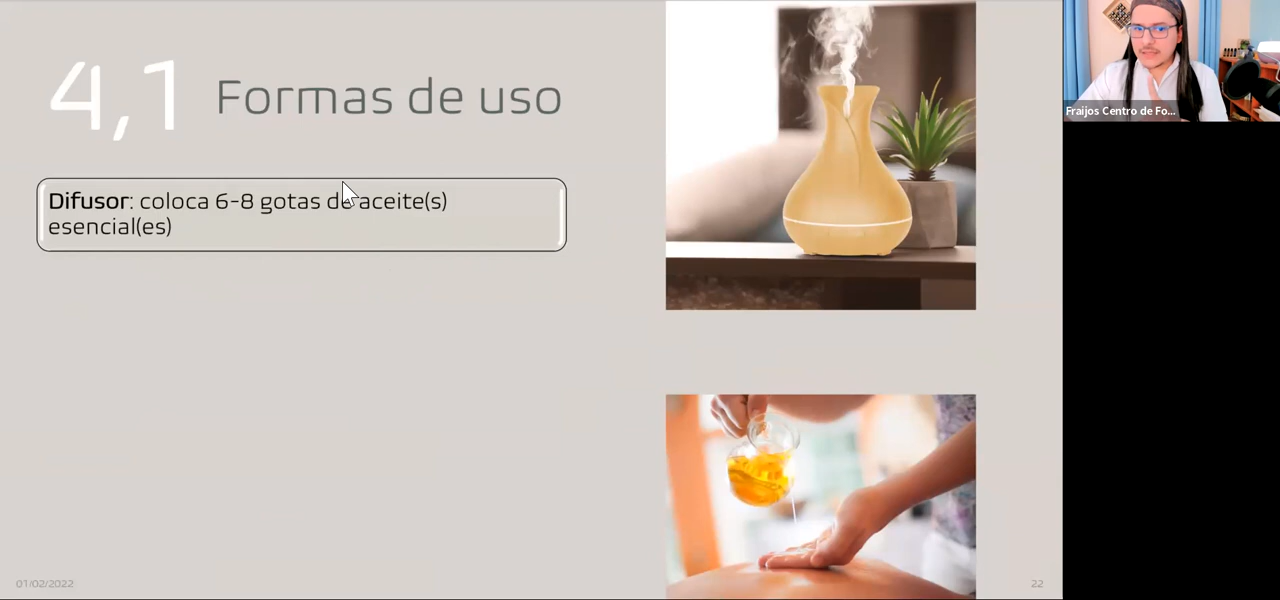 4,1 Formas de uso
Difusor: coloca 6-8 gotas de aceite(s)
esencial(es)
Fraijos Centro de Fo...
01/02/2022
22